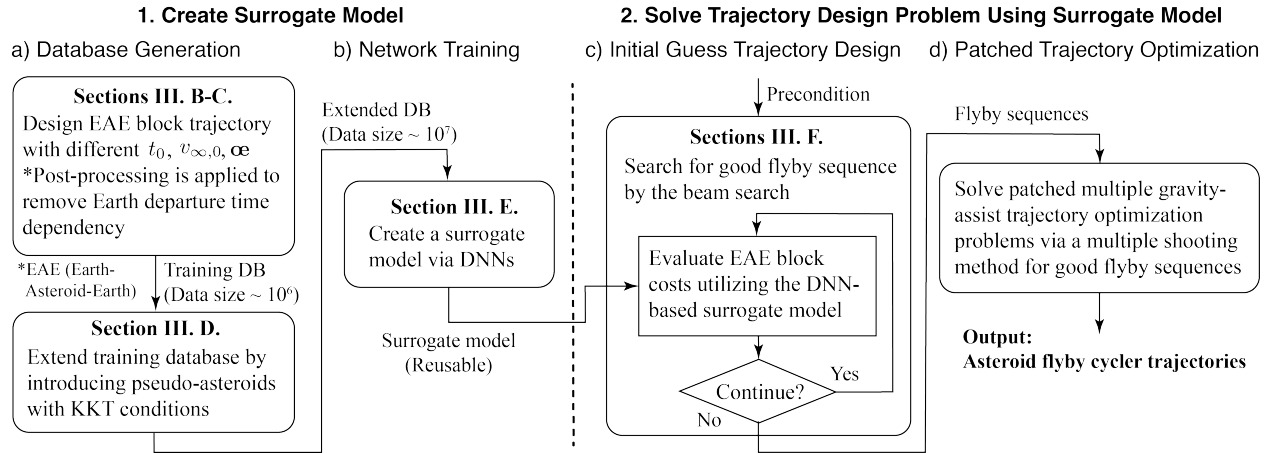 1. Create Surrogate Model
2. Solve Trajectory Design Problem Using Surrogate Model
a) Database Generation
b) Network Training
c) Initial Guess Trajectory Design
d) Patched Trajectory Optimization
Sections III. B-C.
Design EAE block trajectory
with different t₀, v∞,₀, œ
*Post-processing is applied to
remove Earth departure time
dependency
*EAE (Earth-
Asteroid-Earth)
Training DB
(Data size ~ 10⁶)
Section III. D.
Extend training database by
introducing pseudo-asteroids
with KKT conditions
Extended DB
(Data size ~ 10⁷)
Section III. E.
Create a surrogate
model via DNNs
Surrogate model
(Reusable)
Precondition
Sections III. F.
Search for good flyby sequence
by the beam search
Evaluate EAE block
costs utilizing the DNN-
based surrogate model
Continue?
Yes
No
Flyby sequences
Solve patched multiple gravity-
assist trajectory optimization
problems via a multiple shooting
method for good flyby sequences
Output:
Asteroid flyby cycler trajectories